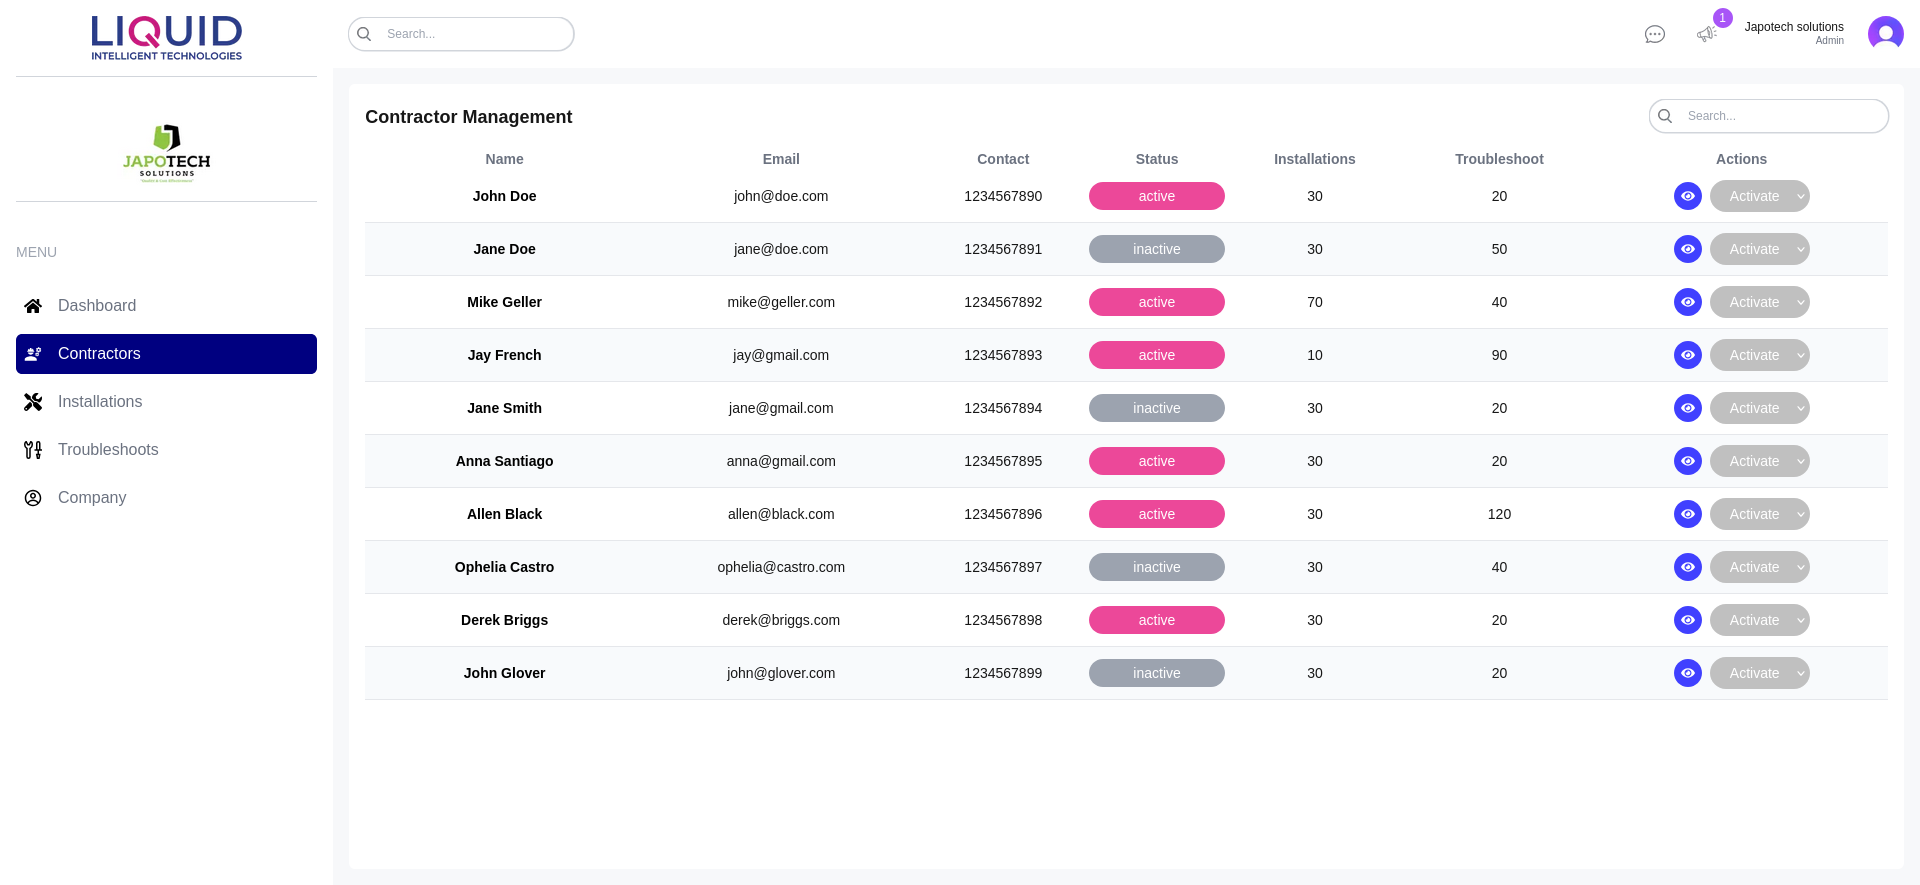 LIQUID
INTELLIGENT TECHNOLOGIES
JAPOTECH
SOLUTIONS
MENU
Dashboard
Contractors
Installations
Troubleshoots
Company
Search...
1
Japotech solutions
Admin
Contractor Management
Search...
Name Email Contact Status Installations Troubleshoot Actions
John Doe john@doe.com 1234567890 active 30 20 Activate
Jane Doe jane@doe.com 1234567891 inactive 30 50 Activate
Mike Geller mike@geller.com 1234567892 active 70 40 Activate
Jay French jay@gmail.com 1234567893 active 10 90 Activate
Jane Smith jane@gmail.com 1234567894 inactive 30 20 Activate
Anna Santiago anna@gmail.com 1234567895 active 30 20 Activate
Allen Black allen@black.com 1234567896 active 30 120 Activate
Ophelia Castro ophelia@castro.com 1234567897 inactive 30 40 Activate
Derek Briggs derek@briggs.com 1234567898 active 30 20 Activate
John Glover john@glover.com 1234567899 inactive 30 20 Activate